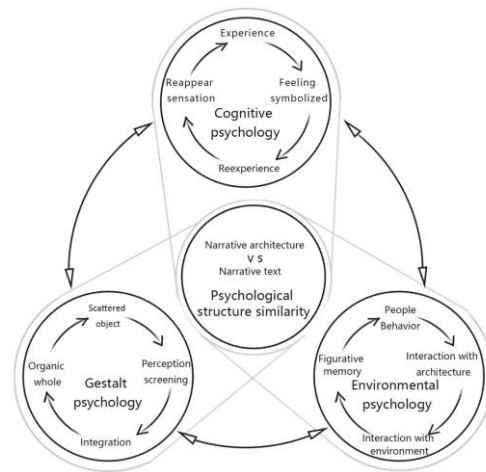 Experience
Reappear
sensation
Feeling
symbolized
Cognitive
psychology
Reexperience
Narrative architecture
v s
Narrative text
Psychological
structure similarity
Scattered
object
Organic
whole
Perception
screening
Gestalt
psychology
Integration
People
Behavior
Figurative
memory
Interaction with
architecture
Environmental
psychology
Interaction with
environment